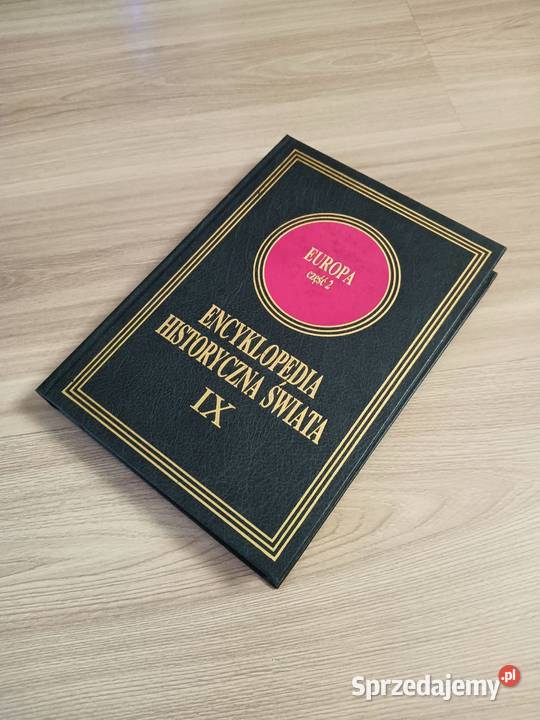 EUROPA
część 2
ENCYKLOPEDIA
HISTORYCZNA ŚWIATA
IX
Sprzedajemy.pl